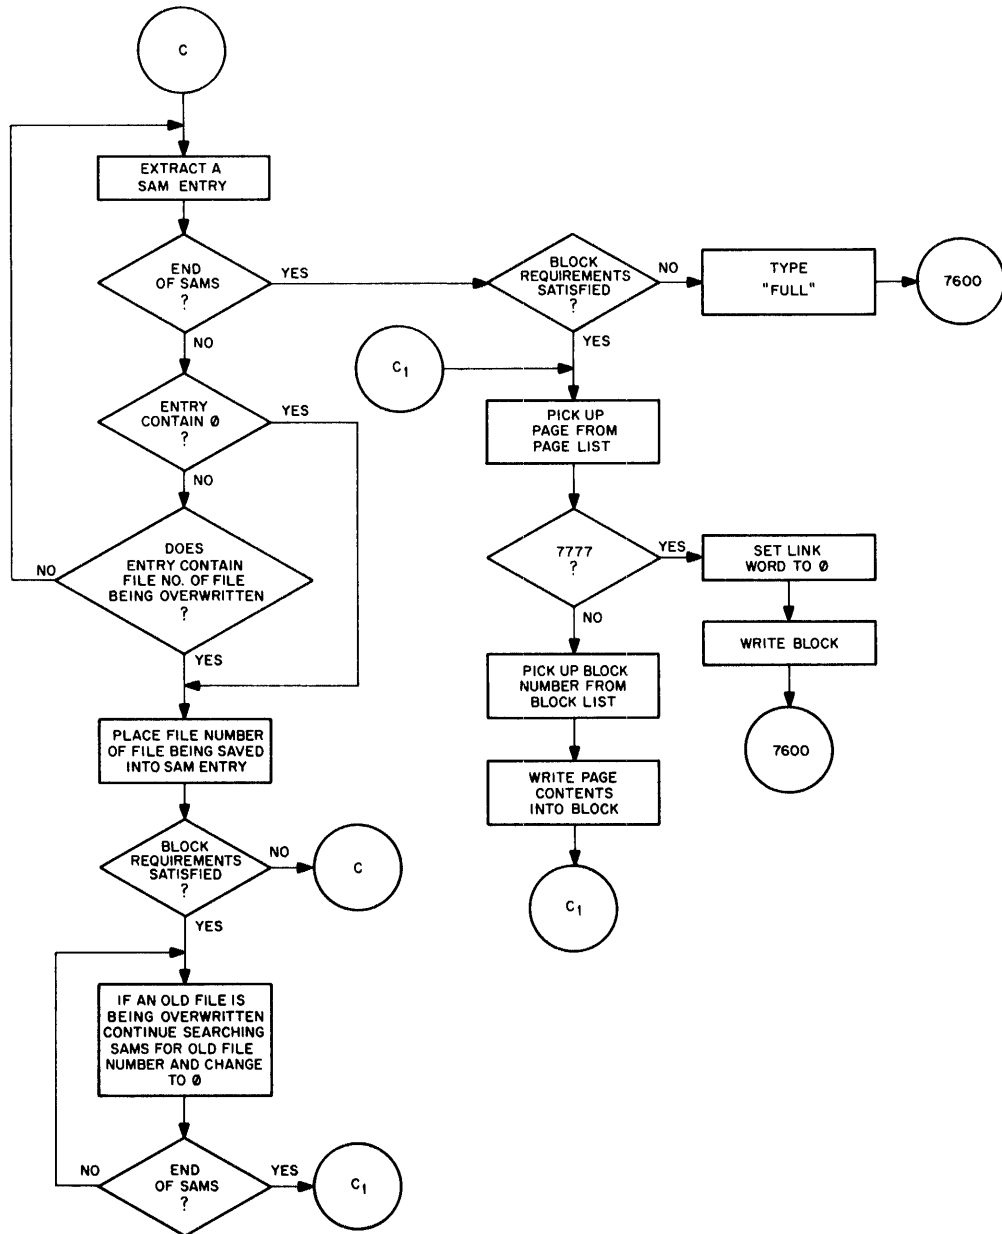 C
EXTRACT A
SAM ENTRY
END
OF SAMS
?
YES
NO
BLOCK
REQUIREMENTS
SATISFIED
?
NO
YES
TYPE
"FULL"
7600
C₁
ENTRY
CONTAIN Ø
?
YES
NO
PICK UP
PAGE FROM
PAGE LIST
DOES
ENTRY CONTAIN
FILE NO. OF FILE
BEING OVERWRITTEN
?
NO
YES
7777
?
YES
NO
SET LINK
WORD TO Ø
WRITE BLOCK
7600
PICK UP BLOCK
NUMBER FROM
BLOCK LIST
WRITE PAGE
CONTENTS
INTO BLOCK
C₁
PLACE FILE NUMBER
OF FILE BEING SAVED
INTO SAM ENTRY
BLOCK
REQUIREMENTS
SATISFIED
?
NO
C
YES
IF AN OLD FILE IS
BEING OVERWRITTEN
CONTINUE SEARCHING
SAMS FOR OLD FILE
NUMBER AND CHANGE
TO Ø
END
OF SAMS
?
NO
YES
C₁